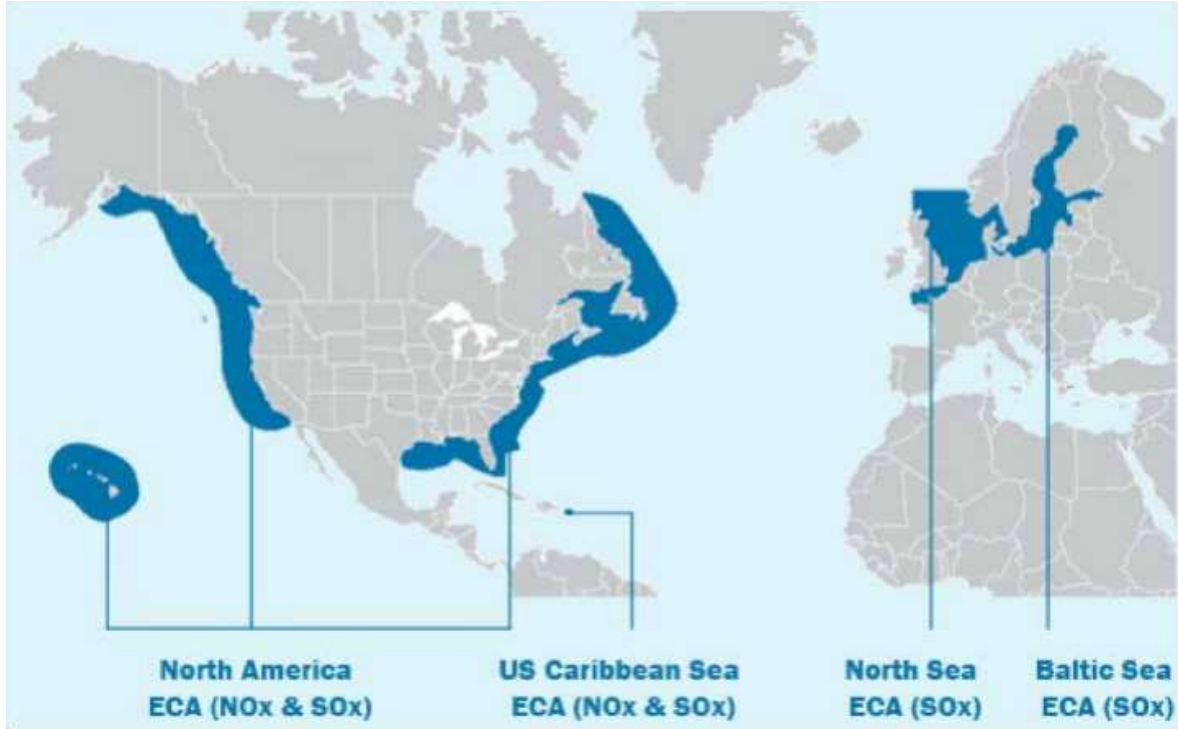 North America
ECA (NOx & SOx)
US Caribbean Sea
ECA (NOx & SOx)
North Sea
ECA (SOx)
Baltic Sea
ECA (SOx)